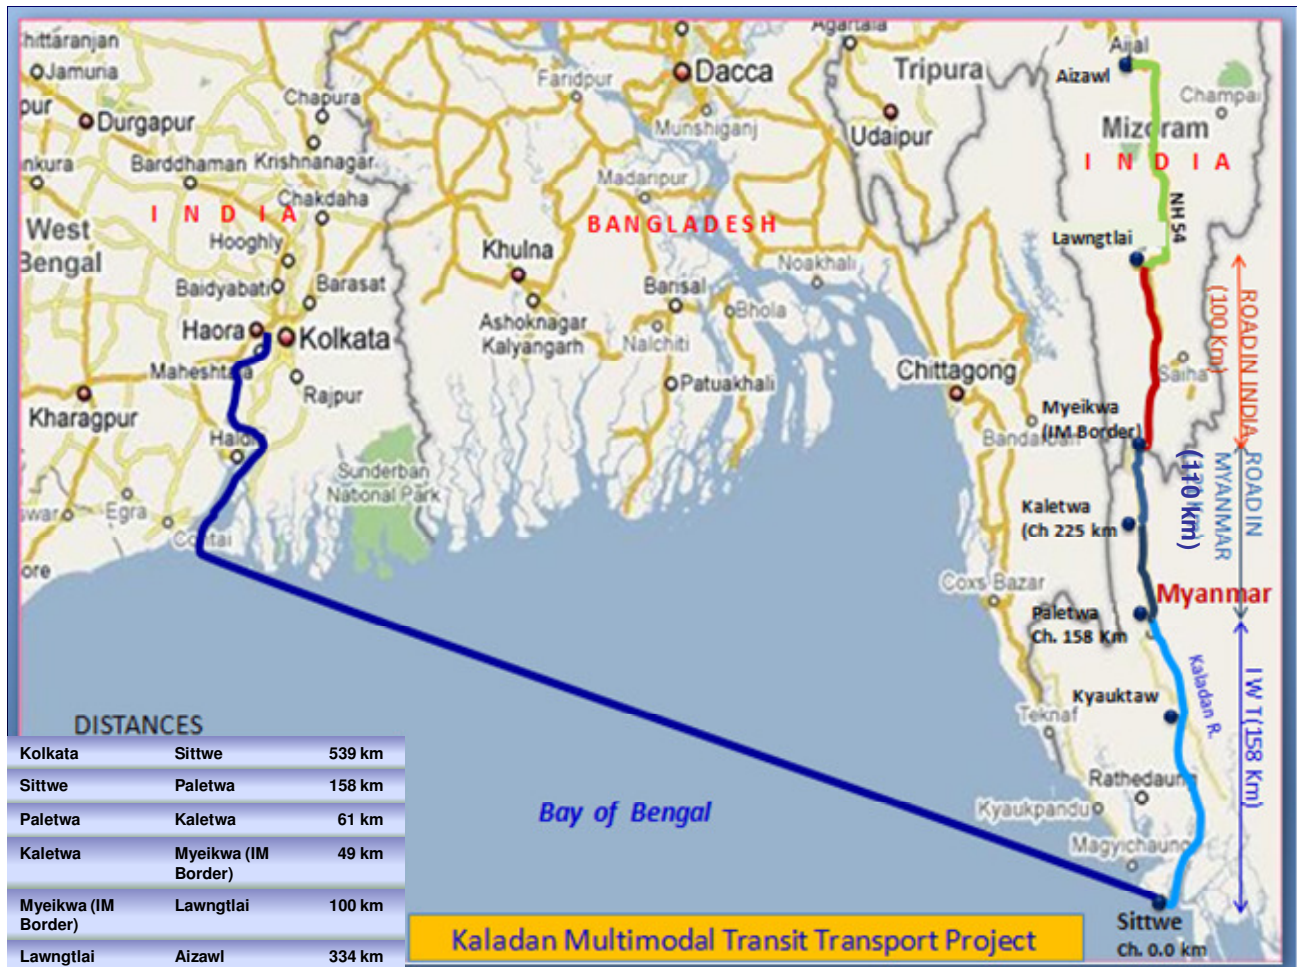 Chittaranjan
Jamuria
pur
Durgapur
Chapura
nkura
Barddhaman
Krishnanagar
Chakdaha
I N D I A
West
Bengal
Hooghly
Baidyabati
Barasat
Haora
Kolkata
Maheshtala
Rajpur
Kharagpur
Haldi
Egra
swar
Contai
ore
Sunderban
National Park
Faridpur
Dacca
Munshiganj
Madaripur
BANGLADESH
Khulna
Ashoknagar
Kalyangarh
Barisal
Nalchiti
Bhola
Patuakhali
Noakhali
Agartala
Tripura
Udaipur
Chittagong
Bandarban
Coxs Bazar
Teknaf
Aijal
Aizawl
Champai
Mizoram
I N D I A
NH 54
Lawngtlai
Saiha
ROAD IN INDIA
(100 Km)
Myeikwa
(IM Border)
ROAD IN
MYANMAR
(110 km)
Kaletwa
(Ch 225 km
Myanmar
Paletwa
Ch. 158 Km
Kyauktaw
Kaladan R.
I W T(158 Km)
Rathedaung
Kyaukpandu
Magyichaung
Sittwe
Ch. 0.0 km
Bay of Bengal
DISTANCES
Kolkata Sittwe 539 km
Sittwe Paletwa 158 km
Paletwa Kaletwa 61 km
Kaletwa Myeikwa (IM 49 km
Border)
Myeikwa (IM Lawngtlai 100 km
Border)
Lawngtlai Aizawl 334 km
Kaladan Multimodal Transit Transport Project